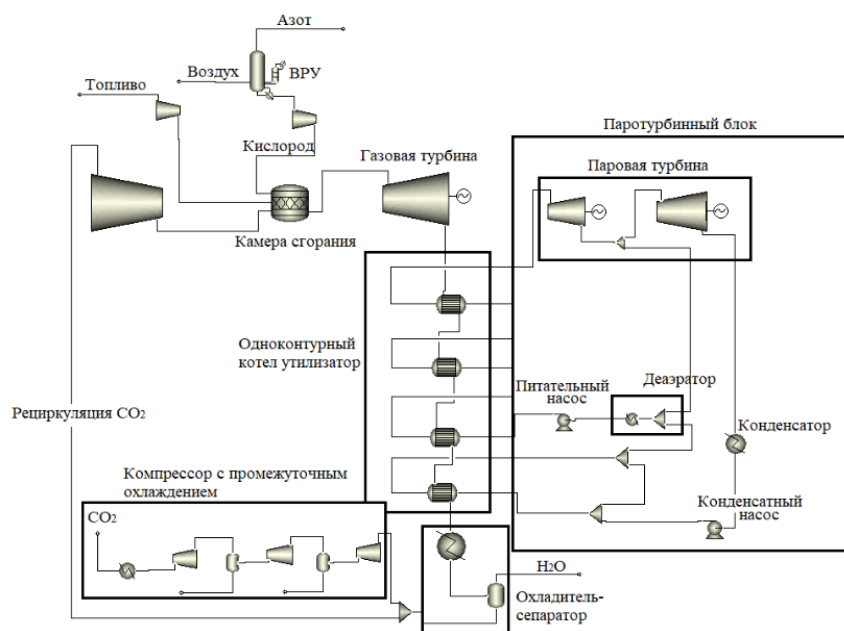 Азот
Воздух
ВРУ
Топливо
Кислород
Газовая турбина
Камера сгорания
Паротурбинный блок
Паровая турбина
Одноконтурный
котел утилизатор
Рециркуляция CO2
Питательный
насос
Деаэратор
Конденсатор
Конденсатный
насос
Компрессор с промежуточным
охлаждением
CO2
H2O
Охладитель-
сепаратор